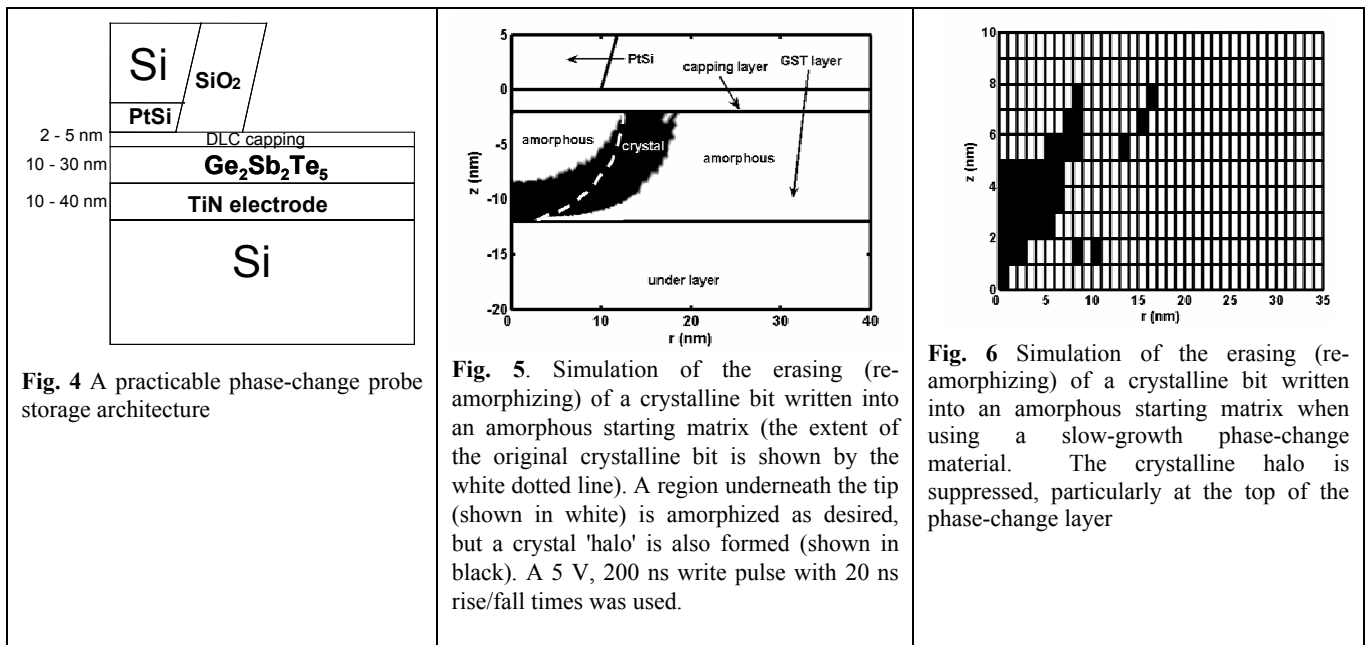 Si
SiO2
PtSi
2 - 5 nm
DLC capping
10 - 30 nm
Ge2Sb2Te5
10 - 40 nm
TiN electrode
Si
Fig. 4 A practicable phase-change probe
storage architecture
5
0
-5
-10
-15
-20
z (nm)
PtSi
capping layer
GST layer
amorphous
crystal
amorphous
under layer
0
10
20
30
40
r (nm)
Fig. 5. Simulation of the erasing (re-
amorphizing) of a crystalline bit written into
an amorphous starting matrix (the extent of
the original crystalline bit is shown by the
white dotted line). A region underneath the tip
(shown in white) is amorphized as desired,
but a crystal 'halo' is also formed (shown in
black). A 5 V, 200 ns write pulse with 20 ns
rise/fall times was used.
10
8
6
4
2
0
z (nm)
0
5
10
15
20
25
30
35
r (nm)
Fig. 6 Simulation of the erasing (re-
amorphizing) of a crystalline bit written
into an amorphous starting matrix when
using a slow-growth phase-change
material. The crystalline halo is
suppressed, particularly at the top of the
phase-change layer